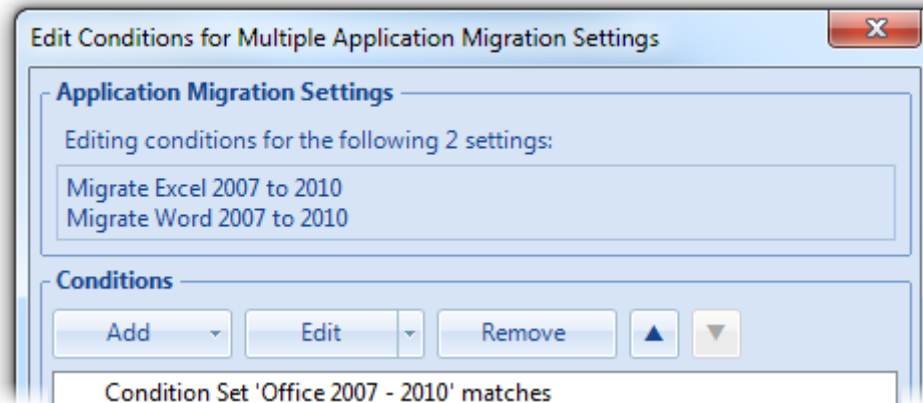 Edit Conditions for Multiple Application Migration Settings
Application Migration Settings
Editing conditions for the following 2 settings:
Migrate Excel 2007 to 2010
Migrate Word 2007 to 2010
Conditions
Add Edit Remove
Condition Set 'Office 2007 - 2010' matches